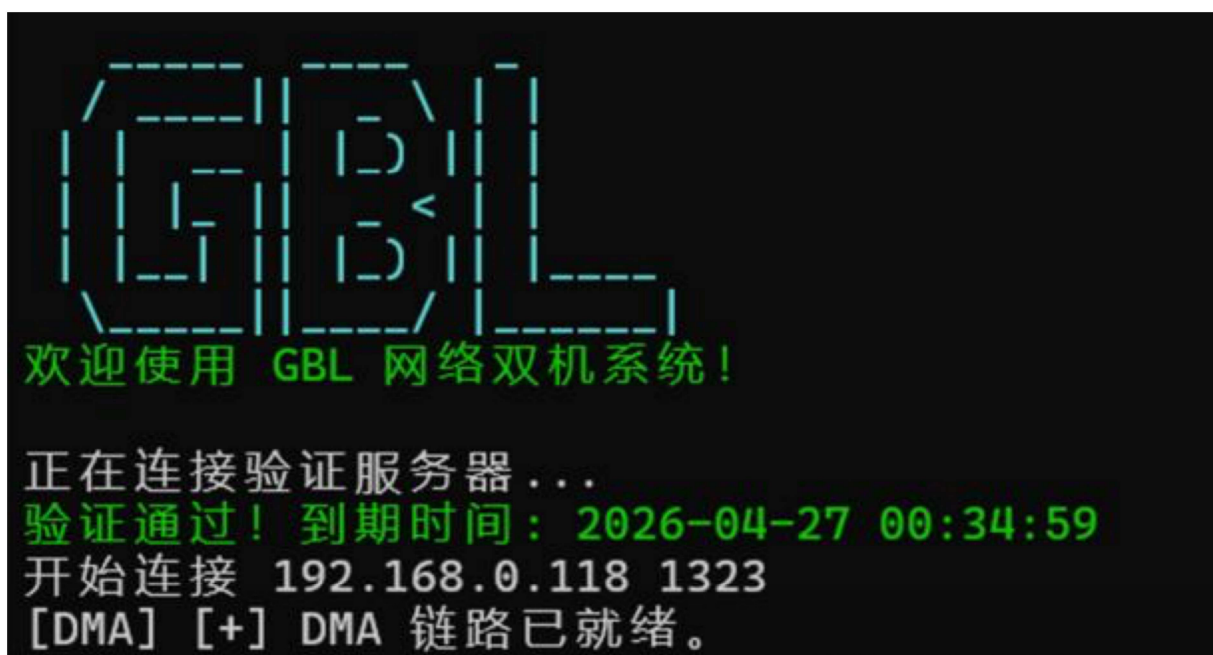 GBL
欢迎使用 GBL 网络双机系统!
正在连接验证服务器...
验证通过! 到期时间: 2026-04-27 00:34:59
开始连接 192.168.0.118 1323
[DMA] [+] DMA 链路已就绪。